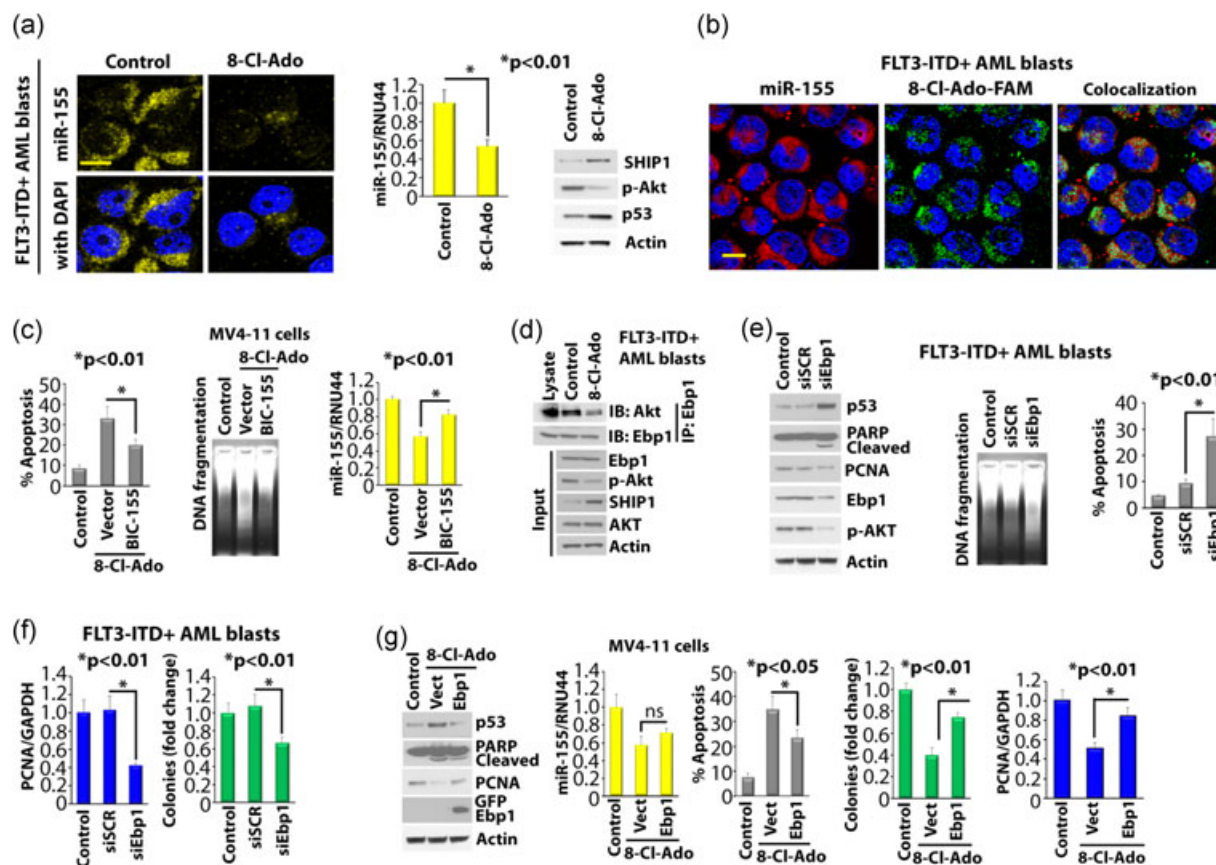 (a)
Control
8-Cl-Ado
FLT3-ITD+ AML blasts
miR-155
with DAPI
*p<0.01
miR-155/RNU44
1.2
1.0
0.8
0.6
0.4
0.2
0
*
Control
8-Cl-Ado
Control
8-Cl-Ado
SHIP1
p-Akt
p53
Actin
(b)
FLT3-ITD+ AML blasts
miR-155
8-Cl-Ado-FAM
Colocalization
(c)
MV4-11 cells
*p<0.01
% Apoptosis
50
40
30
20
10
0
*
Control
Vector
BIC-155
8-Cl-Ado
8-Cl-Ado
DNA fragmentation
Control
Vector
BIC-155
*p<0.01
miR-155/RNU44
1.2
1.0
0.8
0.6
0.4
0.2
0
*
Control
Vector
BIC-155
8-Cl-Ado
(d)
FLT3-ITD+
AML blasts
Lysate
Control
8-Cl-Ado
IB: Akt
IB: Ebp1
IP: Ebp1
Input
Ebp1
p-Akt
SHIP1
AKT
Actin
(e)
FLT3-ITD+ AML blasts
Control
siSCR
siEbp1
p53
PARP
Cleaved
PCNA
Ebp1
p-AKT
Actin
DNA fragmentation
Control
siSCR
siEbp1
*p<0.01
% Apoptosis
50
40
30
20
10
0
*
Control
siSCR
siEbp1
(f)
FLT3-ITD+ AML blasts
*p<0.01
PCNA/GAPDH
1.4
1.2
1.0
0.8
0.6
0.4
0.2
0
*
Control
siSCR
siEbp1
*p<0.01
Colonies (fold change)
1.4
1.2
1.0
0.8
0.6
0.4
0.2
0
*
Control
siSCR
siEbp1
(g)
MV4-11 cells
8-Cl-Ado
Control
Vect
Ebp1
p53
PARP
Cleaved
PCNA
GFP
Ebp1
Actin
miR-155/RNU44
1.4
1.2
1.0
0.8
0.6
0.4
0.2
0
ns
Control
Vect
Ebp1
8-Cl-Ado
*p<0.05
% Apoptosis
50
40
30
20
10
0
*
Control
Vect
Ebp1
8-Cl-Ado
*p<0.01
Colonies (fold change)
1.2
1.0
0.8
0.6
0.4
0.2
0
*
Control
Vect
Ebp1
8-Cl-Ado
*p<0.01
PCNA/GAPDH
1.2
1.0
0.8
0.6
0.4
0.2
0
*
Control
Vect
Ebp1
8-Cl-Ado